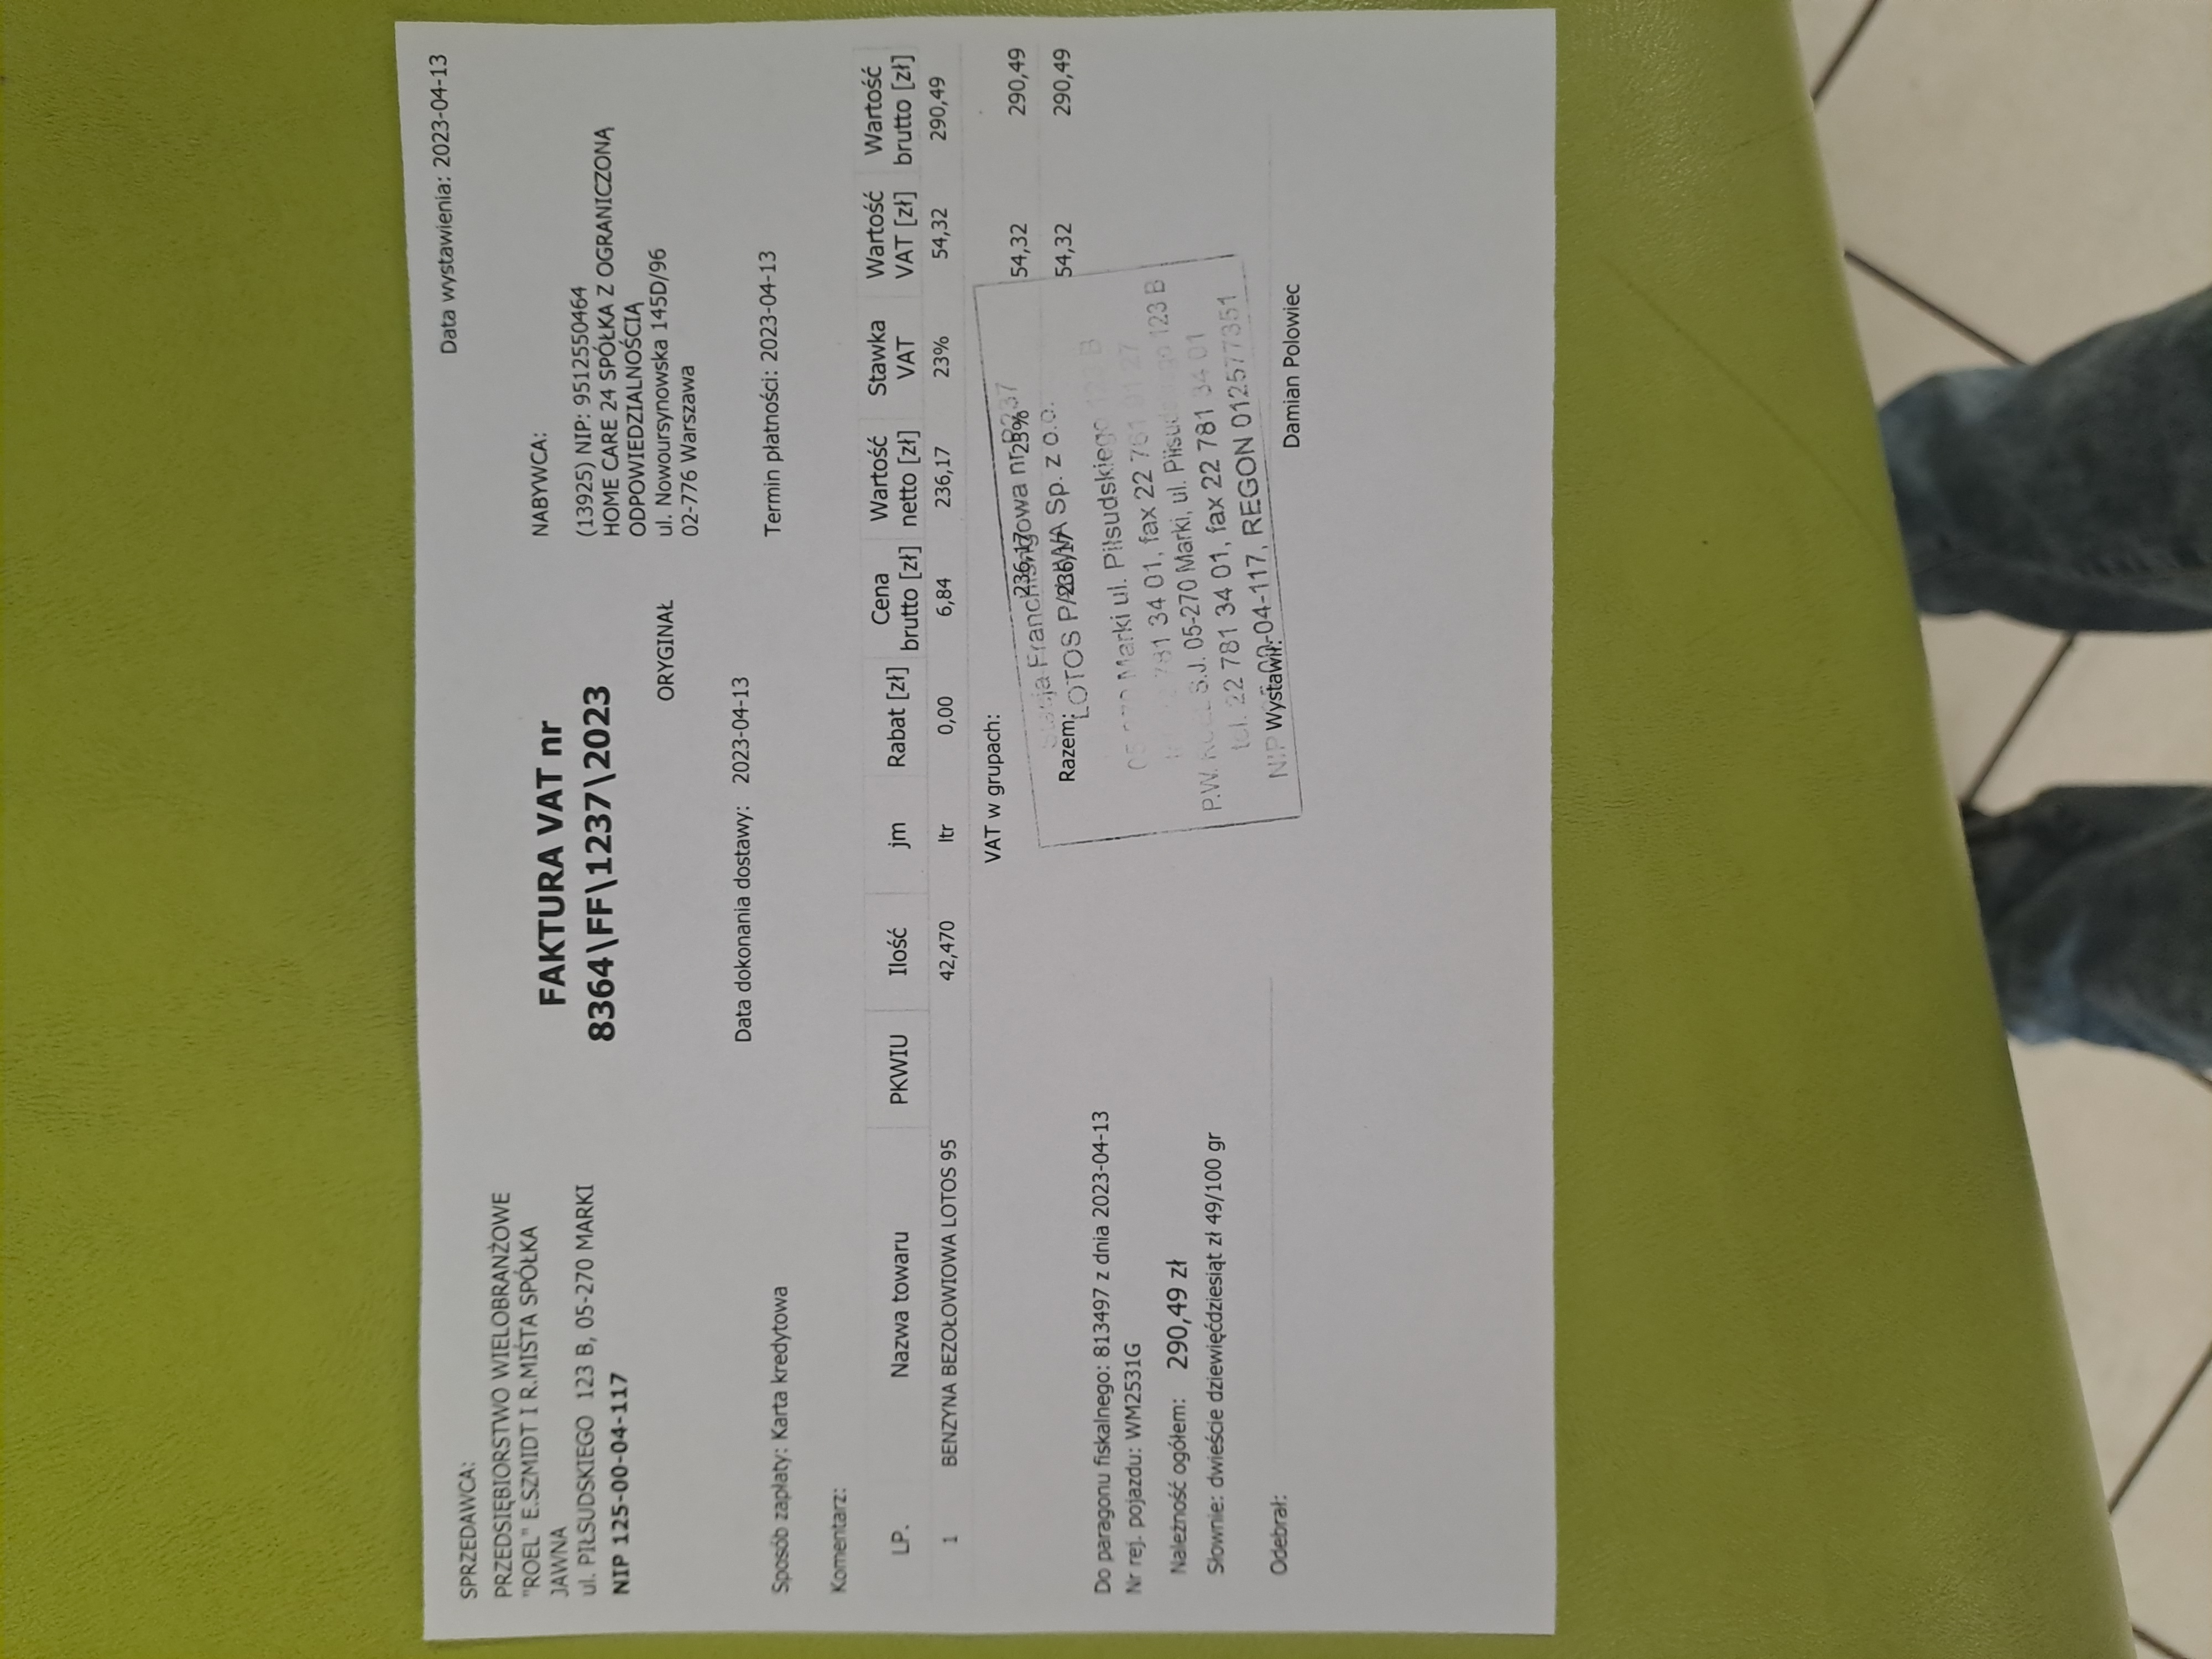 Data wystawienia: 2023-04-13
SPRZEDAWCA:
PRZEDSIĘBIORSTWO WIELOBRANŻOWE
"ROEL" E.SZMIDT I R.MIŚTA SPÓŁKA
JAWNA
ul. PIŁSUDSKIEGO 123 B, 05-270 MARKI
NIP 125-00-04-117
FAKTURA VAT nr
8364\FF\1237\2023
ORYGINAŁ
NABYWCA:
(13925) NIP: 9512550464
HOME CARE 24 SPÓŁKA Z OGRANICZONĄ
ODPOWIEDZIALNOŚCIĄ
ul. Nowoursynowska 145D/96
02-776 Warszawa
Data dokonania dostawy: 2023-04-13
Sposób zapłaty: Karta kredytowa
Termin płatności: 2023-04-13
Komentarz:
LP. Nazwa towaru PKWIU Ilość jm Rabat [zł] Cena brutto [zł] Wartość netto [zł] Stawka VAT Wartość VAT [zł] Wartość brutto [zł]
1 BENZYNA BEZOŁOWIOWA LOTOS 95 42,470 ltr 0,00 6,84 236,17 23% 54,32 290,49
VAT w grupach:
236,17 23% 54,32 290,49
Razem: 236,17 54,32 290,49
Do paragonu fiskalnego: 813497 z dnia 2023-04-13
Nr rej. pojazdu: WM2531G
Należność ogółem: 290,49 zł
Słownie: dwieście dziewięćdziesiąt zł 49/100 gr
Odebrał:
Stacja Franchisingowa nr P237
LOTOS PALIWA Sp. z o.o.
Marki ul. Piłsudskiego 123 B
781 34 01, fax 22 761 91 27
P.W. ROEL S.J. 05-270 Marki, ul. Piłsudskiego 123 B
tel. 22 781 34 01, fax 22 781 34 01
NIP 125-00-04-117, REGON 012577351
Wystawił:
Damian Polowiec